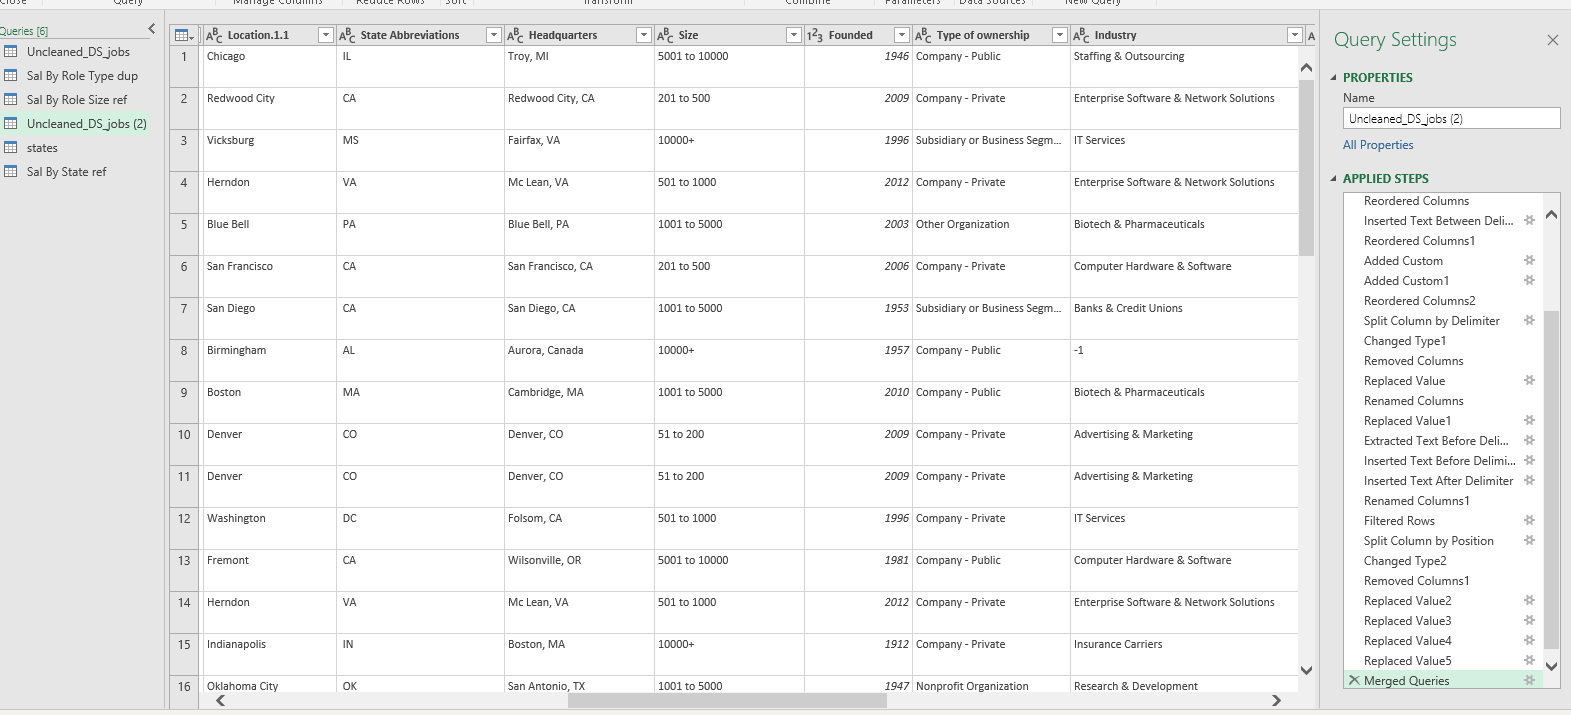 Close
Query
Manage Columns
Reduce Rows
Sort
Transform
Combine
Parameters
Data Sources
New Query
Queries [6]
Uncleaned_DS_jobs
Sal By Role Type dup
Sal By Role Size ref
Uncleaned_DS_jobs (2)
states
Sal By State ref
Location.1.1 State Abbreviations Headquarters Size Founded Type of ownership Industry
1 Chicago IL Troy, MI 5001 to 10000 1946 Company - Public Staffing & Outsourcing
2 Redwood City CA Redwood City, CA 201 to 500 2009 Company - Private Enterprise Software & Network Solutions
3 Vicksburg MS Fairfax, VA 10000+ 1996 Subsidiary or Business Segm... IT Services
4 Herndon VA Mc Lean, VA 501 to 1000 2012 Company - Private Enterprise Software & Network Solutions
5 Blue Bell PA Blue Bell, PA 1001 to 5000 2003 Other Organization Biotech & Pharmaceuticals
6 San Francisco CA San Francisco, CA 201 to 500 2006 Company - Private Computer Hardware & Software
7 San Diego CA San Diego, CA 1001 to 5000 1953 Subsidiary or Business Segm... Banks & Credit Unions
8 Birmingham AL Aurora, Canada 10000+ 1957 Company - Public -1
9 Boston MA Cambridge, MA 1001 to 5000 2010 Company - Public Biotech & Pharmaceuticals
10 Denver CO Denver, CO 51 to 200 2009 Company - Private Advertising & Marketing
11 Denver CO Denver, CO 51 to 200 2009 Company - Private Advertising & Marketing
12 Washington DC Folsom, CA 501 to 1000 1996 Company - Private IT Services
13 Fremont CA Wilsonville, OR 5001 to 10000 1981 Company - Public Computer Hardware & Software
14 Herndon VA Mc Lean, VA 501 to 1000 2012 Company - Private Enterprise Software & Network Solutions
15 Indianapolis IN Boston, MA 10000+ 1912 Company - Private Insurance Carriers
16 Oklahoma City OK San Antonio, TX 1001 to 5000 1947 Nonprofit Organization Research & Development
Query Settings
PROPERTIES
Name
Uncleaned_DS_jobs (2)
All Properties
APPLIED STEPS
Reordered Columns
Inserted Text Between Deli...
Reordered Columns1
Added Custom
Added Custom1
Reordered Columns2
Split Column by Delimiter
Changed Type1
Removed Columns
Replaced Value
Renamed Columns
Replaced Value1
Extracted Text Before Deli...
Inserted Text Before Delimi...
Inserted Text After Delimiter
Renamed Columns1
Filtered Rows
Split Column by Position
Changed Type2
Removed Columns1
Replaced Value2
Replaced Value3
Replaced Value4
Replaced Value5
Merged Queries